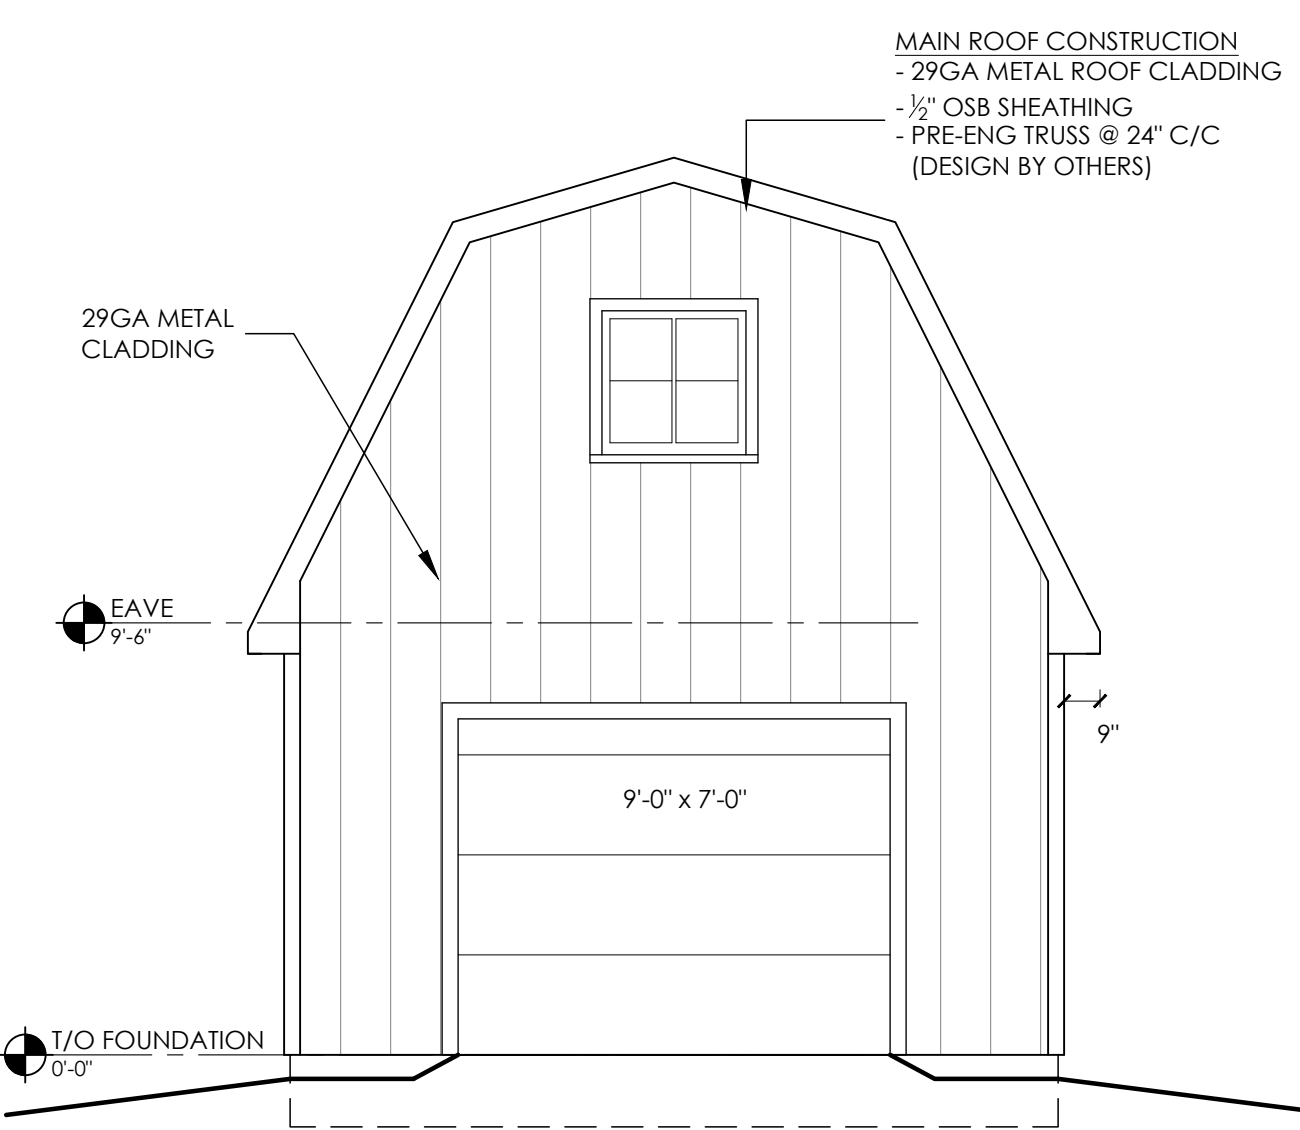 MAIN ROOF CONSTRUCTION
- 29GA METAL ROOF CLADDING
- ½" OSB SHEATHING
- PRE-ENG TRUSS @ 24" C/C
(DESIGN BY OTHERS)
29GA METAL
CLADDING
EAVE
9'-6"
9"
9'-0" x 7'-0"
T/O FOUNDATION
0'-0"